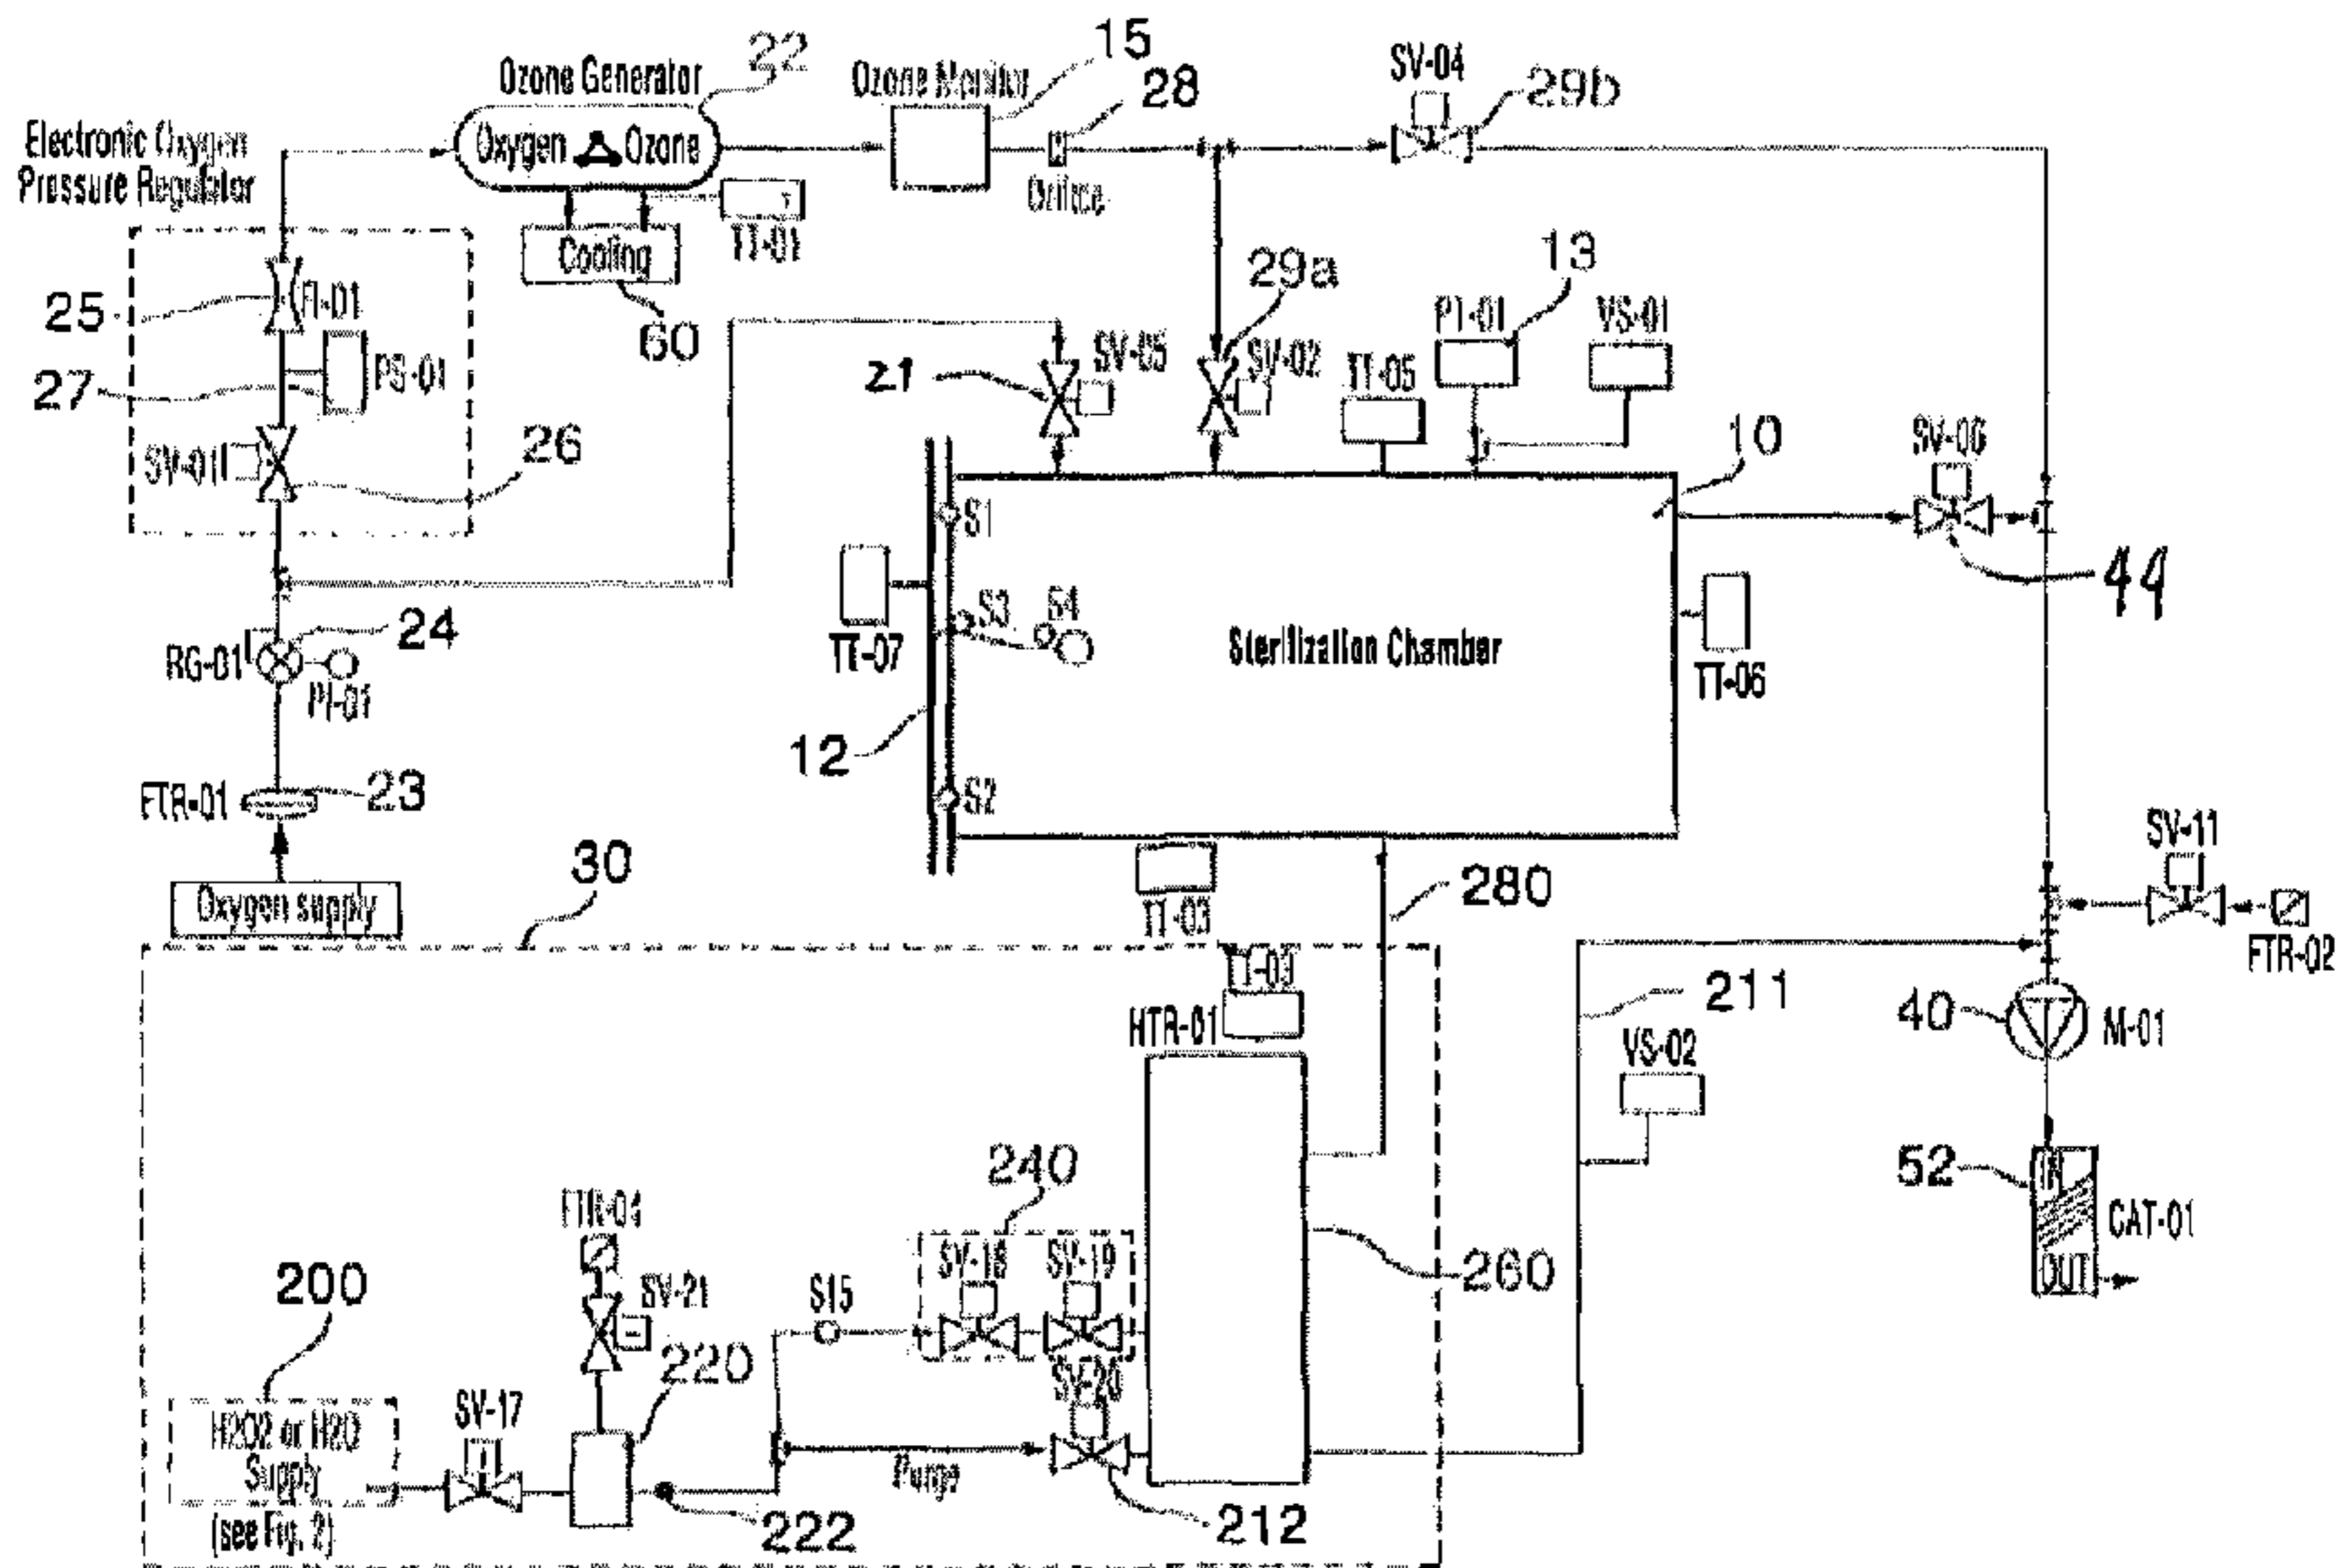 22
15
SV-04
Ozone Generator
Ozone Monitor
28
29b
Electronic Oxygen
Pressure Regulator
Oxygen
Ozone
Orifice
TT-01
Cooling
60
29a
13
25
FI-01
PT-01
VS-01
SV-05
SV-02
27
PS-01
21
TT-05
10
SV-06
SV-01
26
S1
44
24
S3
S4
RG-01
TT-07
Sterilization Chamber
TT-06
PI-01
12
FTR-01
23
S2
SV-11
30
280
Oxygen supply
TT-03
FTR-02
211
HTR-01
40
M-01
VS-02
240
52
IN
CAT-01
SV-18
SV-19
260
OUT
200
SV-21
S15
220
SV-20
H2O2 or H2O
Supply
SV-17
Purge
(see Fig. 2)
222
212